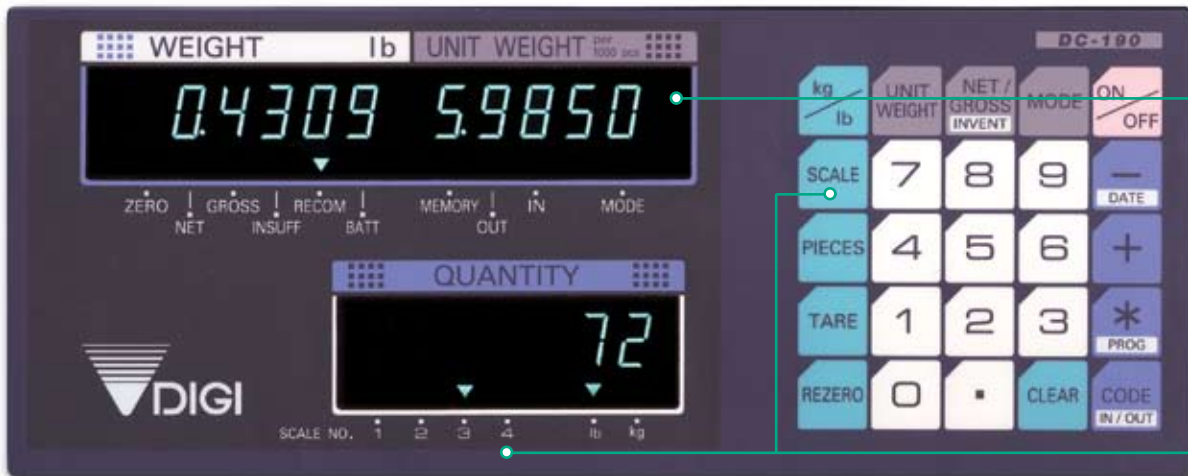 DC-190
WEIGHT lb UNIT WEIGHT per 1000 pcs
0.4309 5.9850
ZERO GROSS RECOM MEMORY IN MODE
NET INSUFF BATT OUT
QUANTITY
72
SCALE NO. 1 2 3 4 lb kg
DIGI
kg/lb UNIT WEIGHT NET/GROSS INVENT MODE ON/OFF
SCALE 7 8 9 − DATE
PIECES 4 5 6 +
TARE 1 2 3 * PROG
REZERO 0 . CLEAR CODE IN/OUT